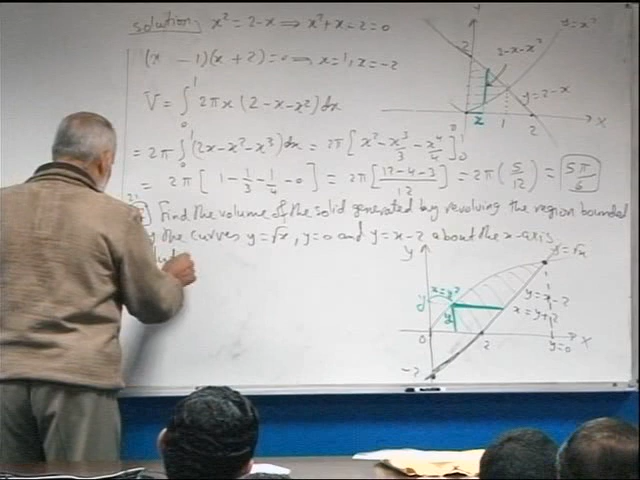 solution: x² = 2-x ⟹ x²+x-2=0
(x -1)(x+2)=0 ⟹ x=1, x=-2
V = ∫₀¹ 2πx (2-x-x²)dx
= 2π ∫₀¹ (2x-x²-x³)dx = 2π [x² - x³/3 - x⁴/4]₀¹
= 2π [1 - 1/3 - 1/4 - 0] = 2π [(12-4-3)/12] = 2π (5/12) = 5π/6
Find the volume of the solid generated by revolving the region bounded
the curves y=√x, y=0 and y=x-2 about the x-axis
y
y=x²
2
2-x-x²
y=2-x
x
1
2
x
y
y=√x
x=y²
y
y
y=x-2
x=y+2
0
2
x
y=0
-2